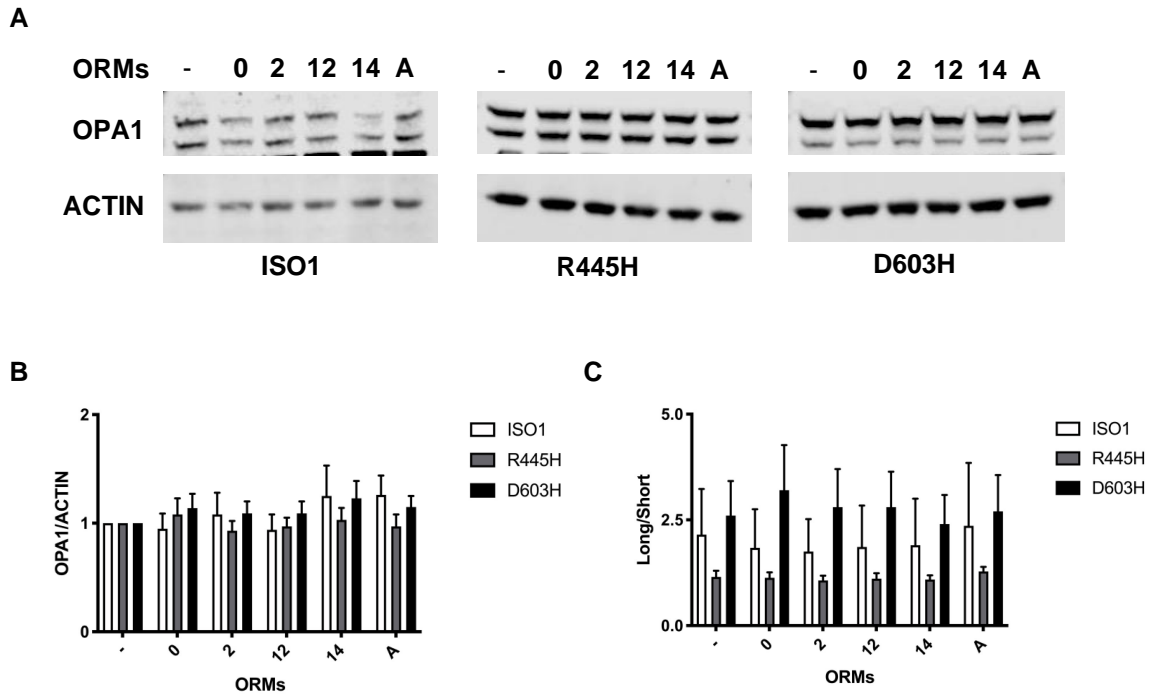 A
ORMs - 0 2 12 14 A - 0 2 12 14 A - 0 2 12 14 A
OPA1
ACTIN
ISO1 R445H D603H
B
2
1
0
OPA1/ACTIN
- 0 2 12 14 A
ORMs
ISO1
R445H
D603H
C
5.0
2.5
0.0
Long/Short
- 0 2 12 14 A
ORMs
ISO1
R445H
D603H